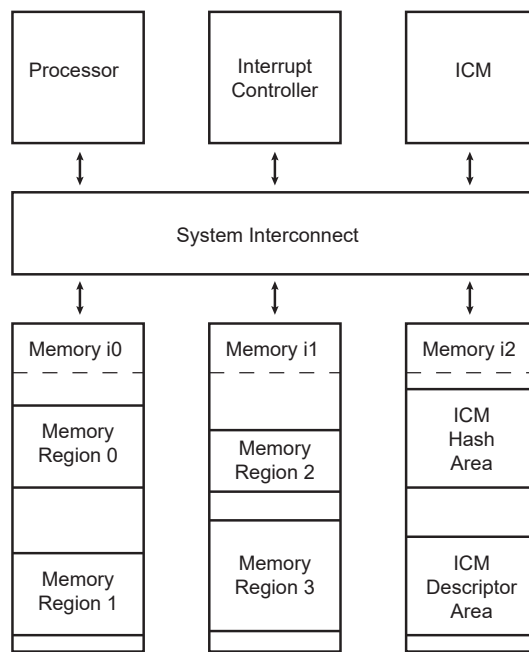 Processor
Interrupt
Controller
ICM
System Interconnect
Memory i0
Memory i1
Memory i2
Memory
Region 0
Memory
Region 2
ICM
Hash
Area
Memory
Region 1
Memory
Region 3
ICM
Descriptor
Area